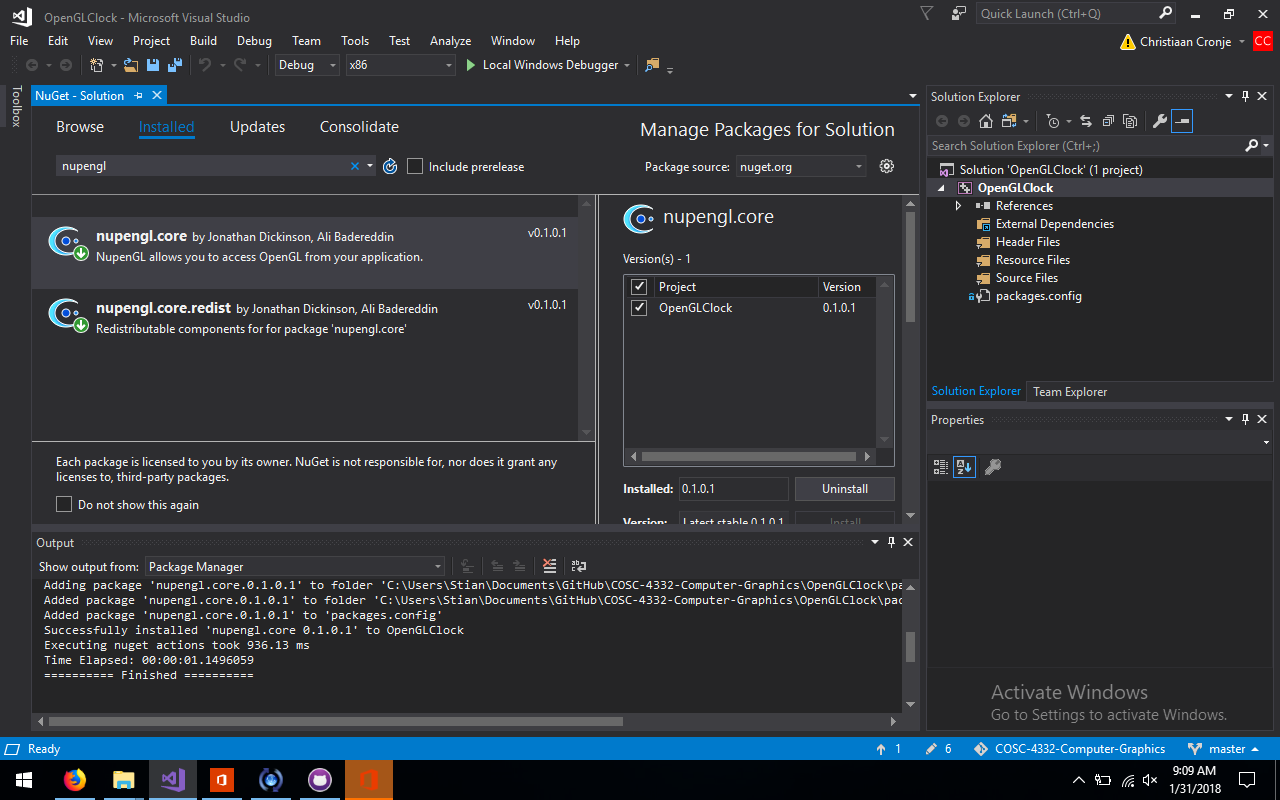 OpenGLClock - Microsoft Visual Studio
Quick Launch (Ctrl+Q)
File Edit View Project Build Debug Team Tools Test Analyze Window Help
Christiaan Cronje CC
Debug x86 Local Windows Debugger
Toolbox
NuGet - Solution
Browse Installed Updates Consolidate
Manage Packages for Solution
nupengl
Include prerelease
Package source: nuget.org
nupengl.core by Jonathan Dickinson, Ali Badereddin v0.1.0.1
NupenGL allows you to access OpenGL from your application.
nupengl.core.redist by Jonathan Dickinson, Ali Badereddin v0.1.0.1
Redistributable components for for package 'nupengl.core'
Each package is licensed to you by its owner. NuGet is not responsible for, nor does it grant any
licenses to, third-party packages.
Do not show this again
nupengl.core
Version(s) - 1
Project Version
OpenGLClock 0.1.0.1
Installed: 0.1.0.1 Uninstall
Version: Latest stable 0.1.0.1 Install
Solution Explorer
Search Solution Explorer (Ctrl+;)
Solution 'OpenGLClock' (1 project)
OpenGLClock
References
External Dependencies
Header Files
Resource Files
Source Files
packages.config
Solution Explorer Team Explorer
Properties
Output
Show output from: Package Manager
Adding package 'nupengl.core.0.1.0.1' to folder 'C:\Users\Stian\Documents\GitHub\COSC-4332-Computer-Graphics\OpenGLClock\pac
Added package 'nupengl.core.0.1.0.1' to folder 'C:\Users\Stian\Documents\GitHub\COSC-4332-Computer-Graphics\OpenGLClock\pac
Added package 'nupengl.core.0.1.0.1' to 'packages.config'
Successfully installed 'nupengl.core 0.1.0.1' to OpenGLClock
Executing nuget actions took 936.13 ms
Time Elapsed: 00:00:01.1496059
========== Finished ==========
Activate Windows
Go to Settings to activate Windows.
Ready 1 6 COSC-4332-Computer-Graphics master
9:09 AM
1/31/2018